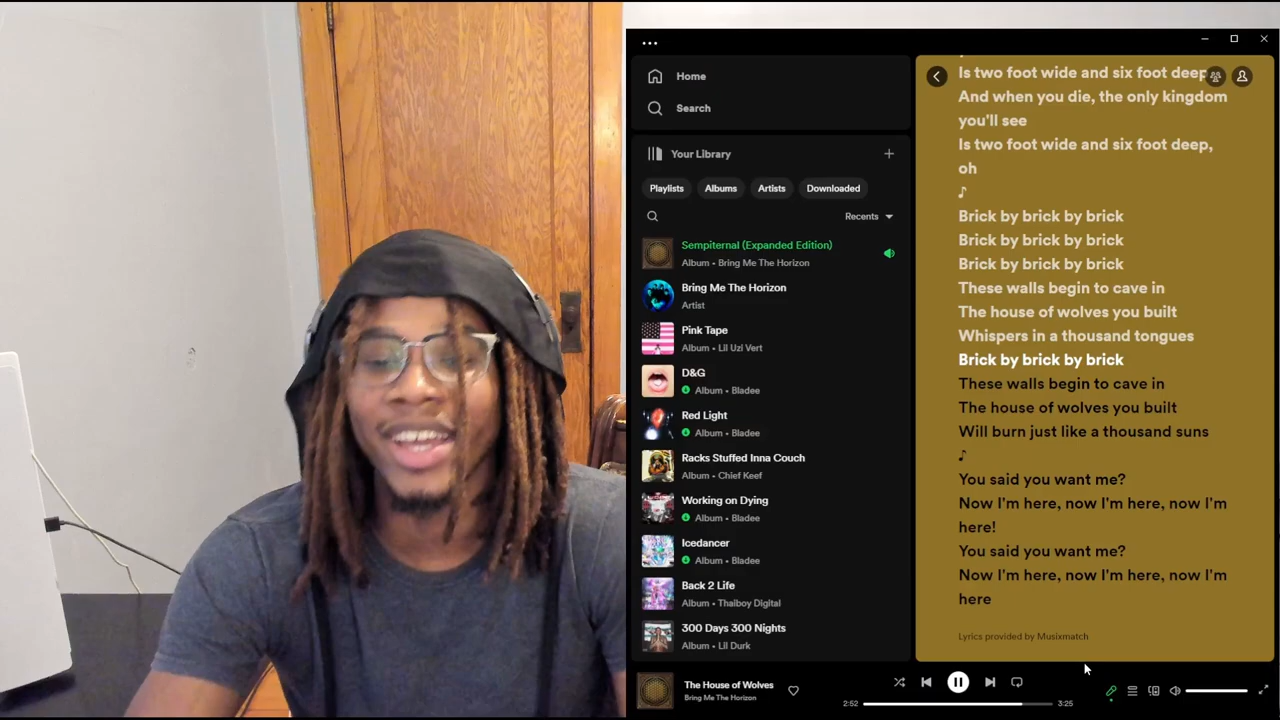 Home
Search
Your Library
Playlists
Albums
Artists
Downloaded
Recents
Sempiternal (Expanded Edition)
Album • Bring Me The Horizon
Bring Me The Horizon
Artist
Pink Tape
Album • Lil Uzi Vert
D&G
Album • Bladee
Red Light
Album • Bladee
Racks Stuffed Inna Couch
Album • Chief Keef
Working on Dying
Album • Bladee
Icedancer
Album • Bladee
Back 2 Life
Album • Thaiboy Digital
300 Days 300 Nights
Album • Lil Durk
Is two foot wide and six foot deep
And when you die, the only kingdom
you'll see
Is two foot wide and six foot deep,
oh
♪
Brick by brick by brick
Brick by brick by brick
Brick by brick by brick
These walls begin to cave in
The house of wolves you built
Whispers in a thousand tongues
Brick by brick by brick
These walls begin to cave in
The house of wolves you built
Will burn just like a thousand suns
♪
You said you want me?
Now I'm here, now I'm here, now I'm
here!
You said you want me?
Now I'm here, now I'm here, now I'm
here
Lyrics provided by Musixmatch
The House of Wolves
Bring Me The Horizon
2:52
3:25